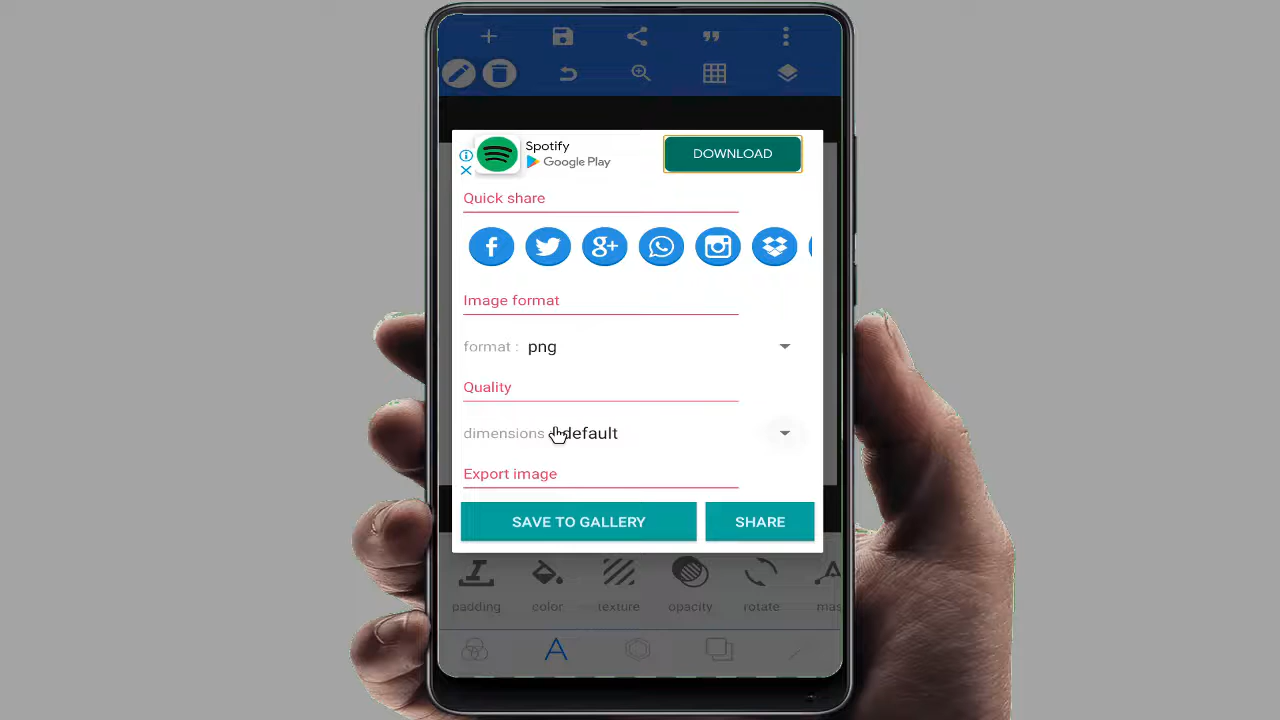 Spotify
Google Play
DOWNLOAD
Quick share
Image format
format : png
Quality
dimensions default
Export image
SAVE TO GALLERY SHARE
padding color texture opacity rotate mas